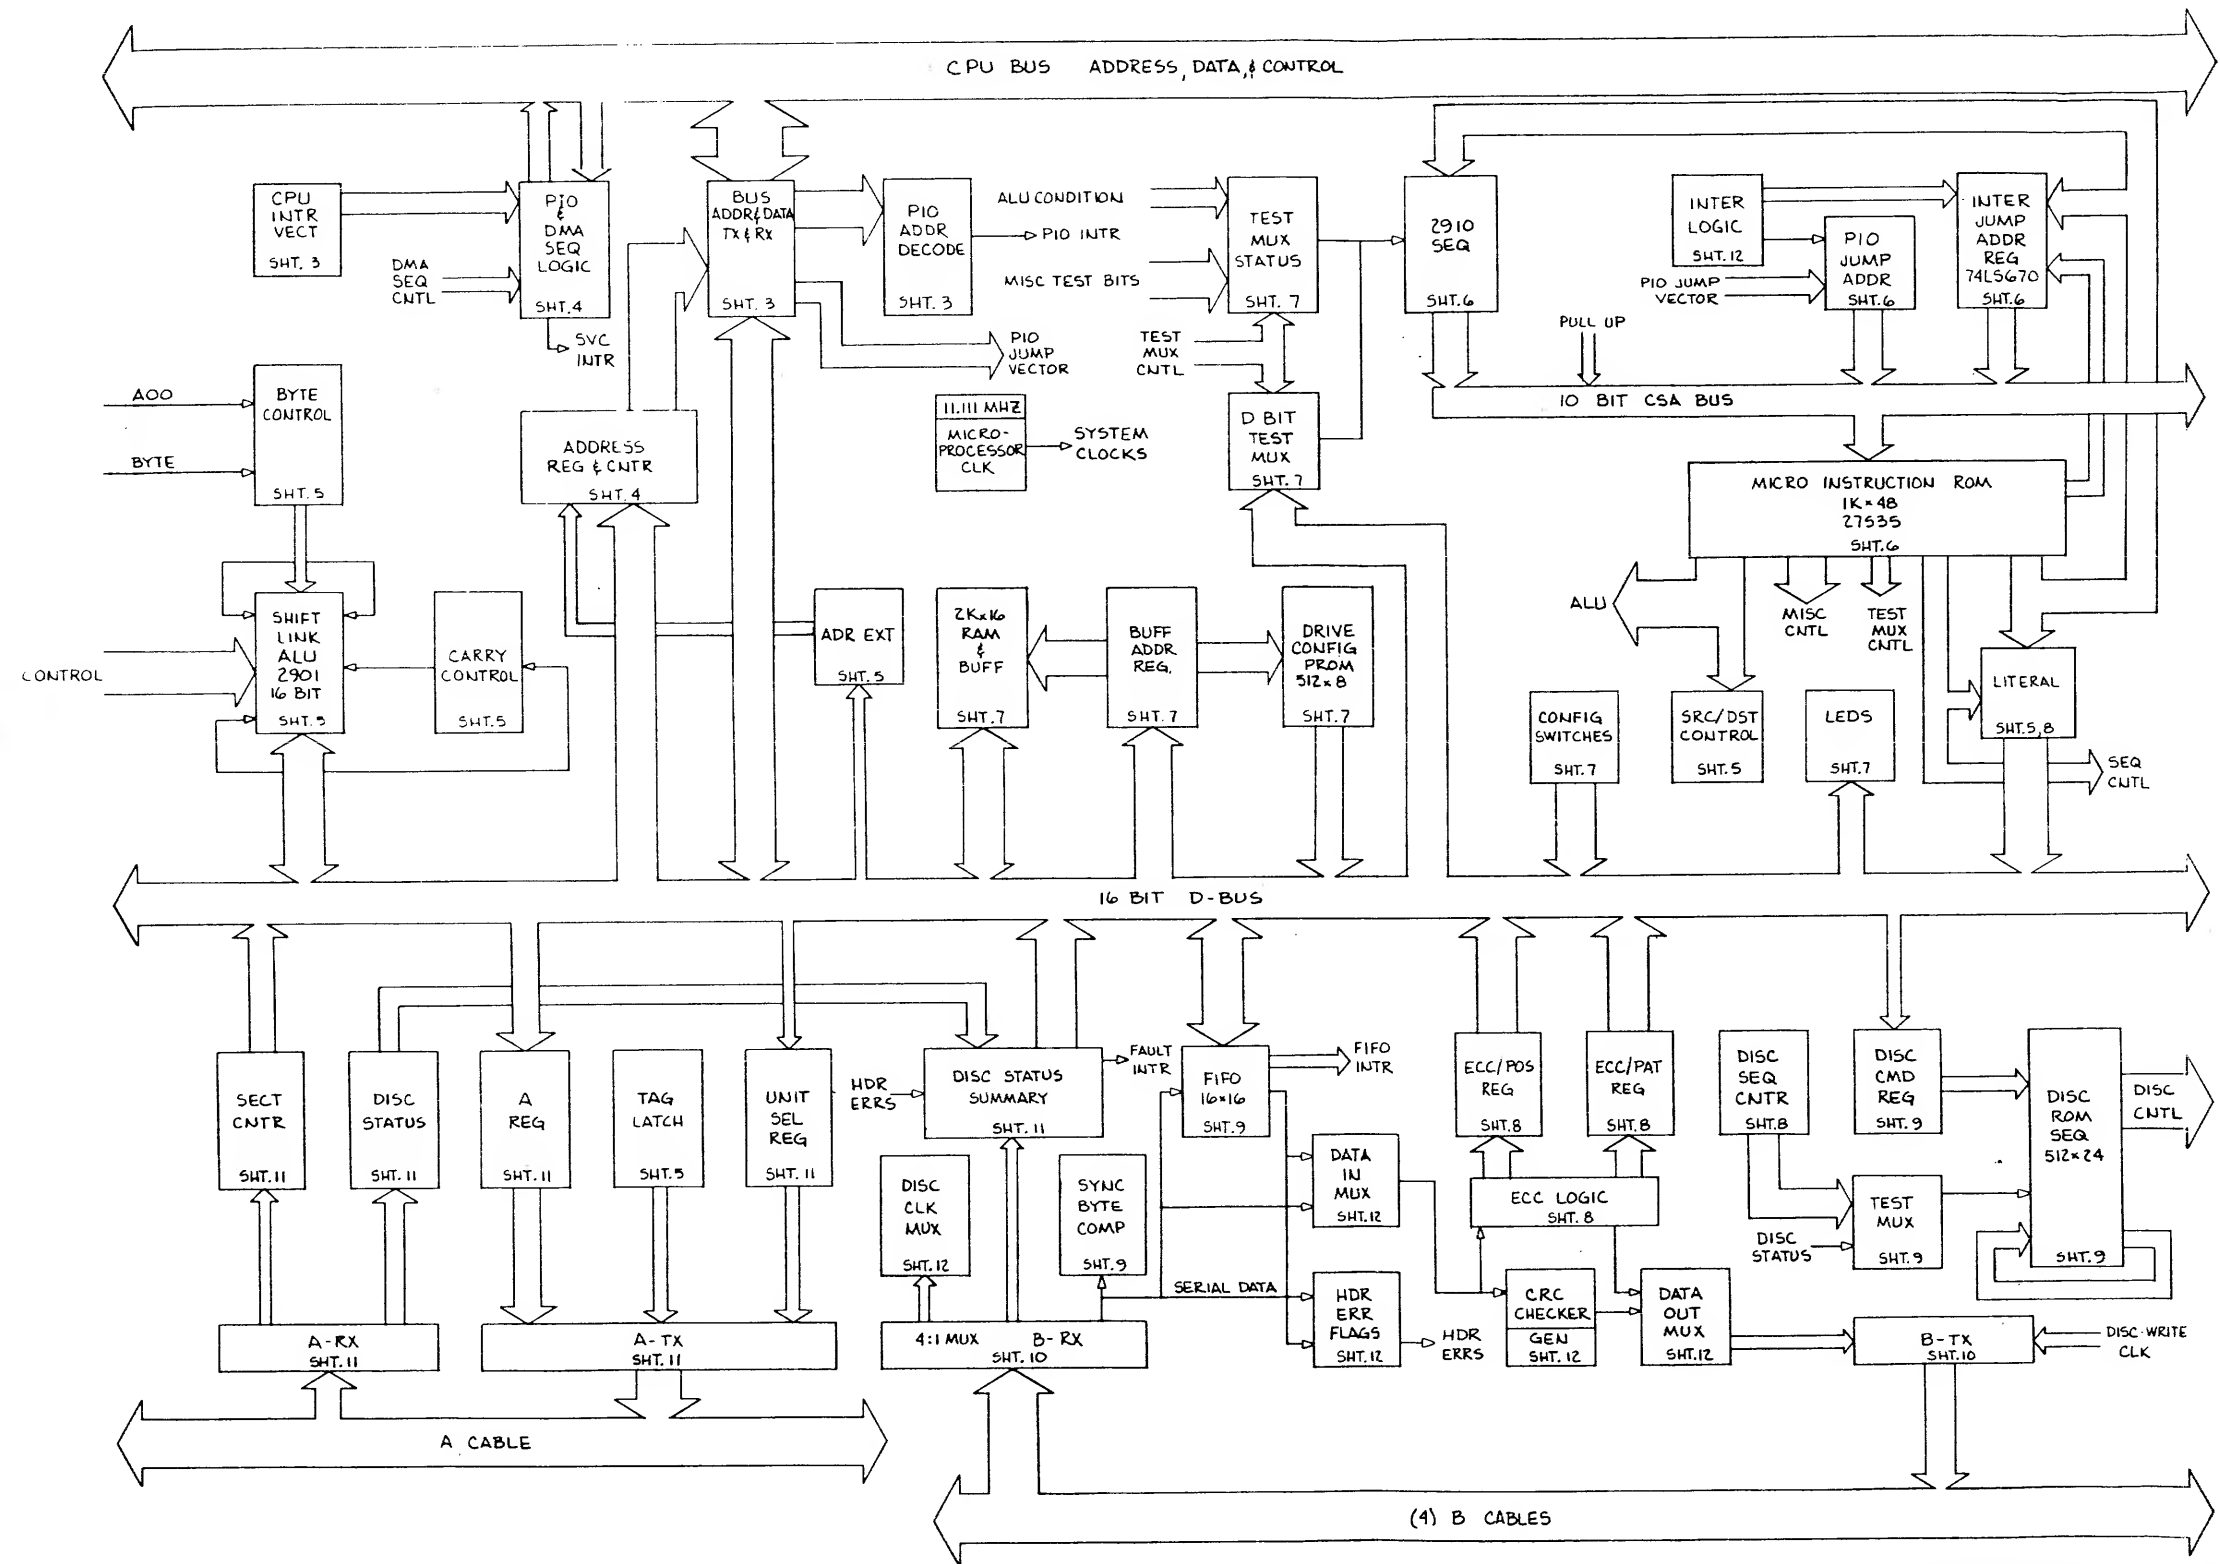 CPU BUS ADDRESS, DATA, & CONTROL
CPU
INTR
VECT
SHT. 3
PIO
&
DMA
SEQ
LOGIC
SHT.4
DMA
SEQ
CNTL
SVC
INTR
BUS
ADDR & DATA
TX & RX
SHT. 3
PIO
ADDR
DECODE
SHT. 3
PIO INTR
PIO
JUMP
VECTOR
ALU CONDITION
MISC TEST BITS
TEST
MUX
STATUS
SHT. 7
TEST
MUX
CNTL
D BIT
TEST
MUX
SHT. 7
2910
SEQ
SHT.6
INTER
LOGIC
SHT.12
PIO JUMP
VECTOR
PIO
JUMP
ADDR
SHT.6
INTER
JUMP
ADDR
REG
74LS670
SHT.6
PULL UP
10 BIT CSA BUS
A00
BYTE
BYTE
CONTROL
SHT. 5
ADDRESS
REG & CNTR
SHT. 4
11.111 MHZ
MICRO-
PROCESSOR
CLK
SYSTEM
CLOCKS
MICRO INSTRUCTION ROM
1K×48
27S35
SHT.6
CONTROL
SHIFT
LINK
ALU
2901
16 BIT
SHT.5
CARRY
CONTROL
SHT.5
ADR EXT
SHT. 5
2K×16
RAM
&
BUFF
SHT. 7
BUFF
ADDR
REG.
SHT. 7
DRIVE
CONFIG
PROM
512×8
SHT. 7
ALU
MISC
CNTL
TEST
MUX
CNTL
CONFIG
SWITCHES
SHT.7
SRC/DST
CONTROL
SHT.5
LEDS
SHT.7
LITERAL
SHT.5,8
SEQ
CNTL
16 BIT D-BUS
SECT
CNTR
SHT. 11
DISC
STATUS
SHT. 11
A
REG
SHT. 11
TAG
LATCH
SHT.5
UNIT
SEL
REG
SHT. 11
HDR
ERRS
DISC STATUS
SUMMARY
SHT. 11
FAULT
INTR
FIFO
16×16
SHT.9
FIFO
INTR
ECC/POS
REG
SHT.8
ECC/PAT
REG
SHT.8
DISC
SEQ
CNTR
SHT.8
DISC
CMD
REG
SHT. 9
DISC
ROM
SEQ
512×24
SHT.9
DISC
CNTL
DISC
CLK
MUX
SHT.12
SYNC
BYTE
COMP
SHT.9
DATA
IN
MUX
SHT.12
ECC LOGIC
SHT. 8
TEST
MUX
SHT.9
DISC
STATUS
SERIAL DATA
HDR
ERR
FLAGS
SHT.12
HDR
ERRS
CRC
CHECKER
GEN
SHT. 12
DATA
OUT
MUX
SHT.12
A-RX
SHT.11
A-TX
SHT.11
4:1 MUX B-RX
SHT. 10
B-TX
SHT.10
DISC-WRITE
CLK
A CABLE
(4) B CABLES